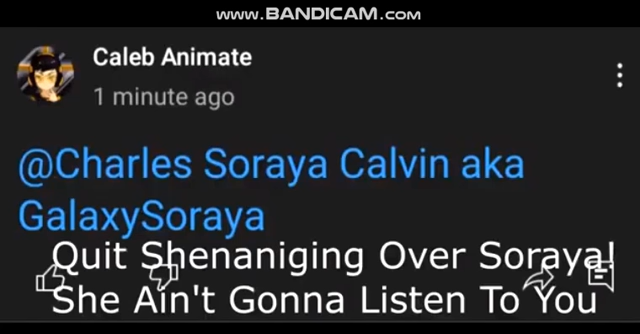 www.BANDICAM.com
Caleb Animate
1 minute ago
@Charles Soraya Calvin aka
GalaxySoraya
Quit Shenaniging Over Soraya!
She Ain't Gonna Listen To You